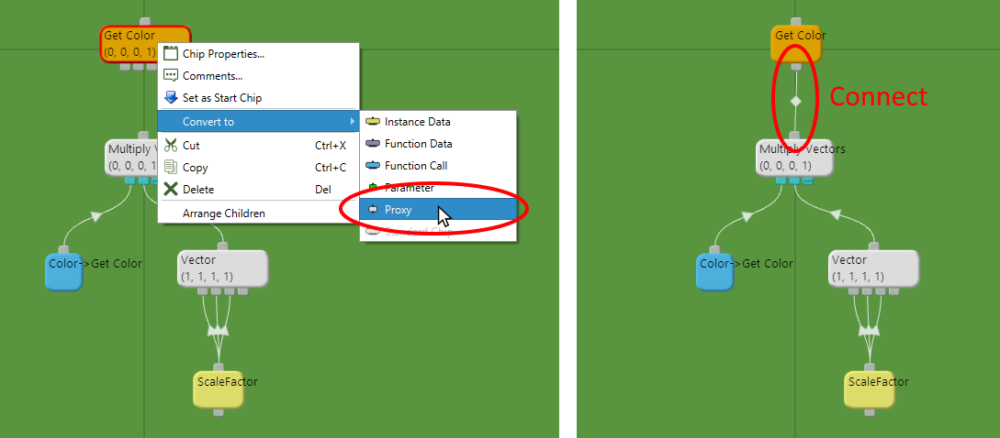 Get Color
(0, 0, 0, 1)
Chip Properties...
Comments...
Set as Start Chip
Convert to
Cut Ctrl+X
Copy Ctrl+C
Delete Del
Arrange Children
Instance Data
Function Data
Function Call
Parameter
Proxy
Standard Chip
Multiply
(0, 0, 0, 1
Color->Get Color
Vector
(1, 1, 1, 1)
ScaleFactor
Get Color
Connect
Multiply Vectors
(0, 0, 0, 1)
Color->Get Color
Vector
(1, 1, 1, 1)
ScaleFactor